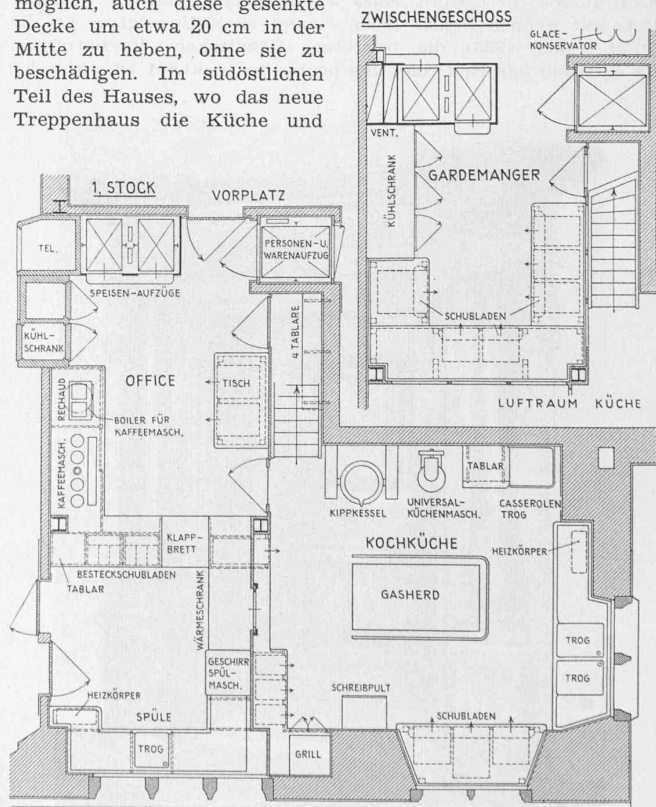 möglich, auch diese gesenkte
Decke um etwa 20 cm in der
Mitte zu heben, ohne sie zu
beschädigen. Im südöstlichen
Teil des Hauses, wo das neue
Treppenhaus die Küche und
ZWISCHENGESCHOSS
GLACE-
KONSERVATOR
VENT.
KÜHLSCHRANK
GARDEMANGER
SCHUBLADEN
LUFTRAUM KÜCHE
1. STOCK
VORPLATZ
TEL.
PERSONEN-U.
WARENAUFZUG
SPEISEN-AUFZÜGE
KÜHL-
SCHRANK
4 TABLARE
OFFICE
TISCH
RECHAUD
BOILER FÜR
KAFFEEMASCH.
KAFFEEMASCH.
KLAPP-
BRETT
BESTECKSCHUBLADEN
TABLAR
WÄRMESCHRANK
GESCHIRR
SPÜL-
MASCH.
HEIZKÖRPER
SPÜLE
TROG
KIPPKESSEL
UNIVERSAL-
KÜCHENMASCH.
TABLAR
CASSEROLEN
TROG
KOCHKÜCHE
HEIZKÖRPER
GASHERD
TROG
TROG
SCHREIBPULT
SCHUBLADEN
GRILL